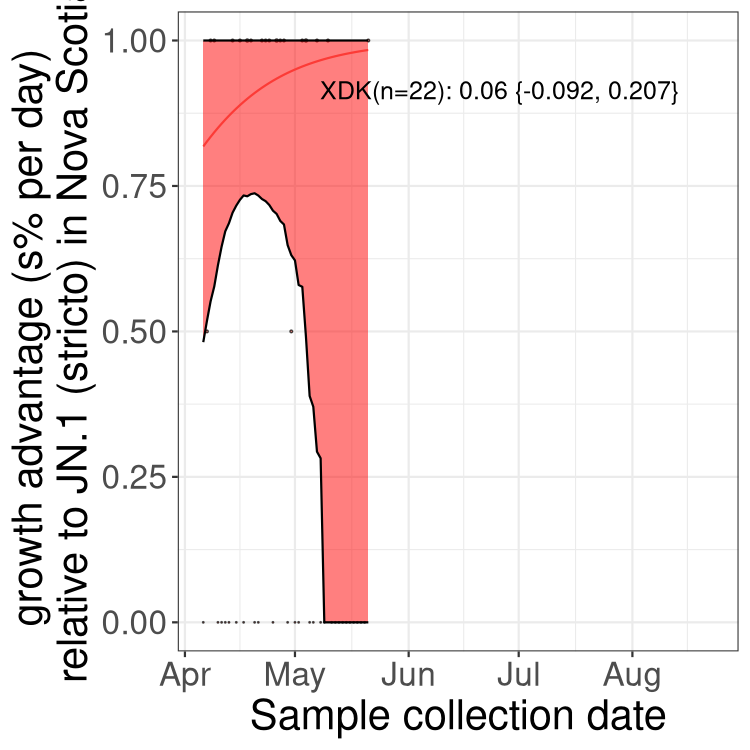 growth advantage (s% per day)
relative to JN.1 (stricto) in Nova Scotia
1.00
0.75
0.50
0.25
0.00
XDK(n=22): 0.06 {-0.092, 0.207}
Apr
May
Jun
Jul
Aug
Sample collection date